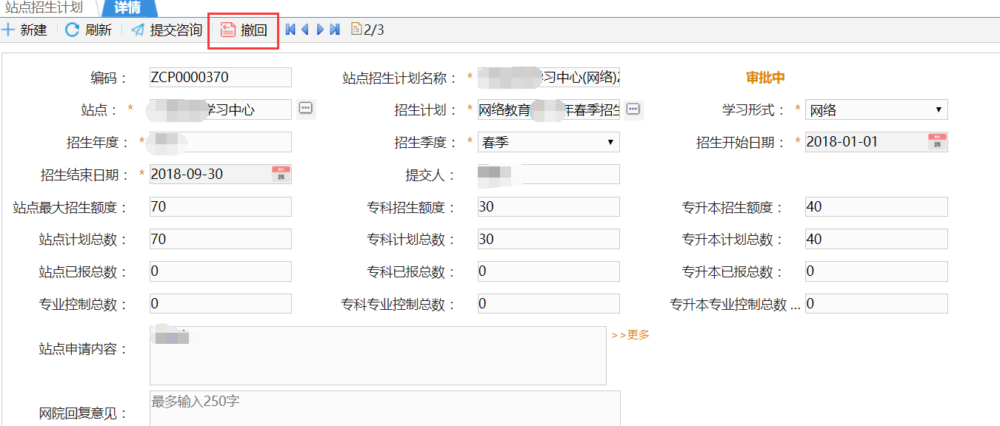 站点招生计划 详情
新建 刷新 提交咨询 撤回 2/3
编码： ZCP0000370 站点招生计划名称： * 习中心(网络)2 审批中
站点： * 学习中心 招生计划： * 网络教育 年春季招生 学习形式： * 网络
招生年度： * 招生季度： * 春季 招生开始日期： * 2018-01-01
招生结束日期： * 2018-09-30 提交人：
站点最大招生额度： 70 专科招生额度： 30 专升本招生额度： 40
站点计划总数： 70 专科计划总数： 30 专升本计划总数： 40
站点已报总数： 0 专科已报总数： 0 专升本已报总数： 0
专业控制总数： 0 专科专业控制总数： 0 专升本专业控制总数 ... 0
站点申请内容： >>更多
网院回复意见： 最多输入250字